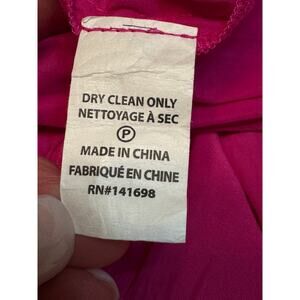 DRY CLEAN ONLY
NETTOYAGE À SEC
P
MADE IN CHINA
FABRIQUÉ EN CHINE
RN#141698